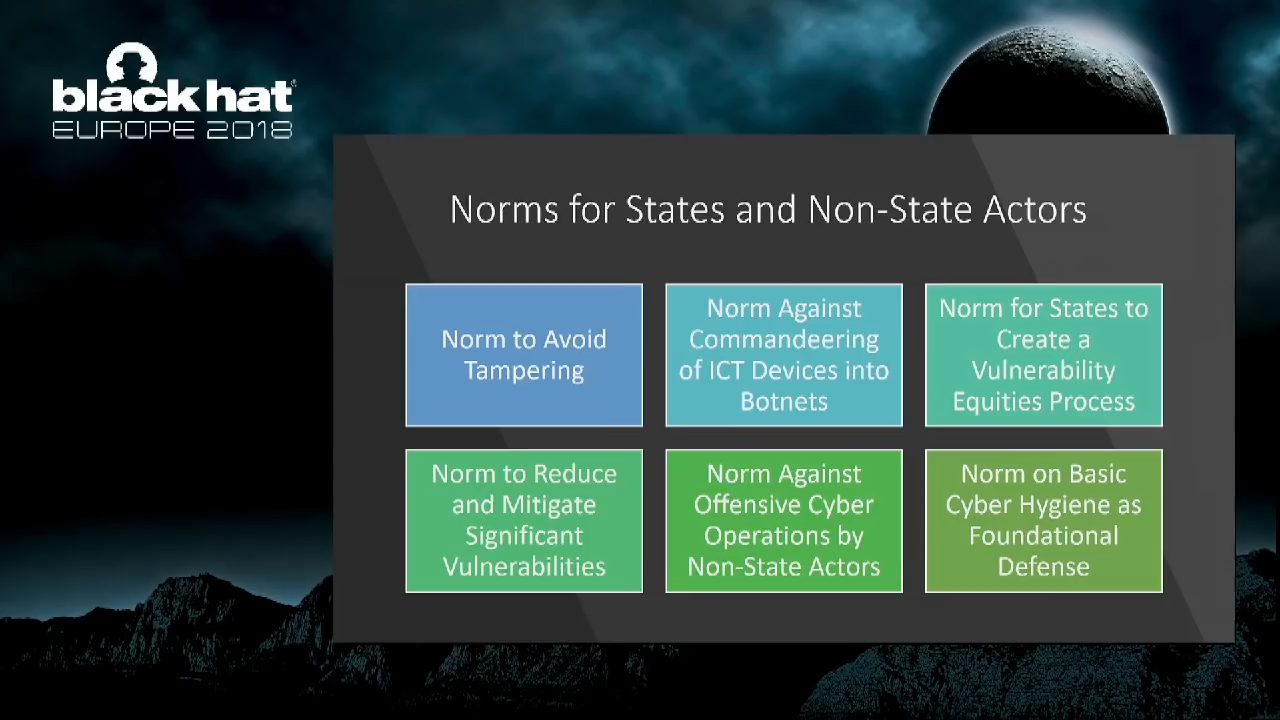 black hat®
EUROPE 2018
Norms for States and Non-State Actors
Norm to Avoid
Tampering
Norm Against
Commandeering
of ICT Devices into
Botnets
Norm for States to
Create a
Vulnerability
Equities Process
Norm to Reduce
and Mitigate
Significant
Vulnerabilities
Norm Against
Offensive Cyber
Operations by
Non-State Actors
Norm on Basic
Cyber Hygiene as
Foundational
Defense